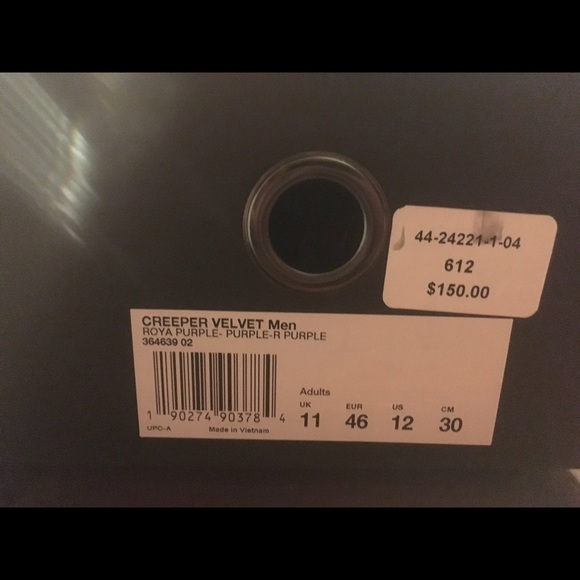 44-24221-1-04
612
$150.00
CREEPER VELVET Men
ROYA PURPLE- PURPLE-R PURPLE
364639 02
Adults
UK EUR US CM
11 46 12 30
1 90274 90378 4
UPC-A Made in Vietnam